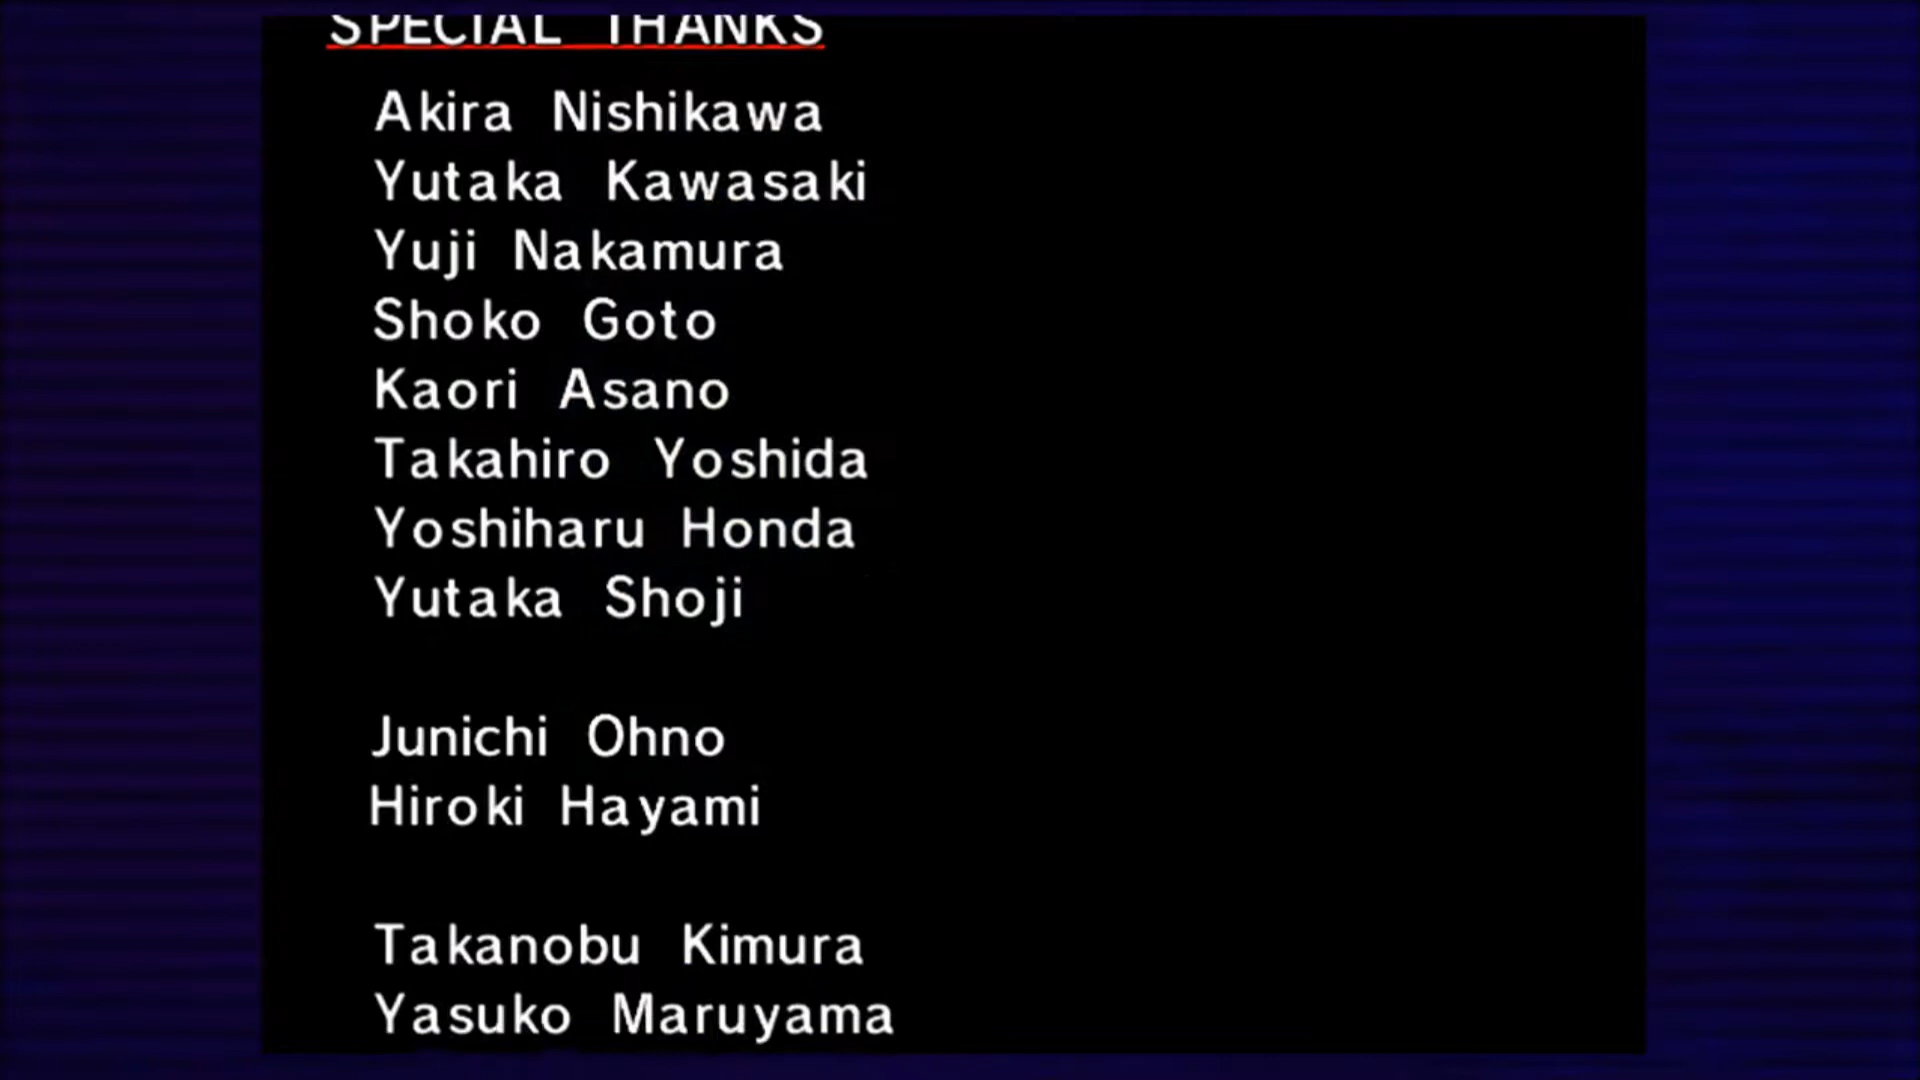 SPECIAL THANKS
Akira Nishikawa
Yutaka Kawasaki
Yuji Nakamura
Shoko Goto
Kaori Asano
Takahiro Yoshida
Yoshiharu Honda
Yutaka Shoji
Junichi Ohno
Hiroki Hayami
Takanobu Kimura
Yasuko Maruyama